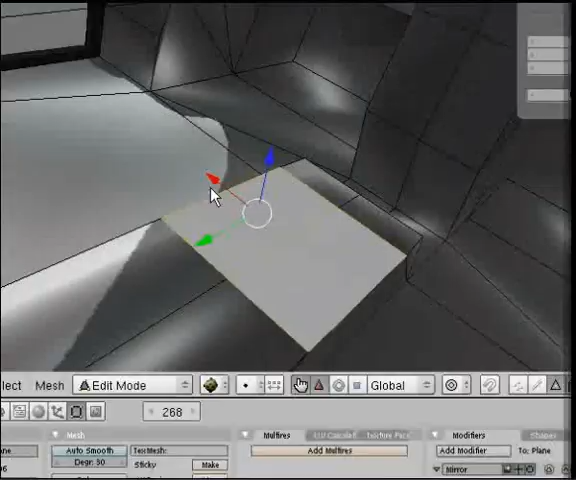 lect Mesh Edit Mode Global
268
Mesh Multires Modifiers Shapes
Auto Smooth TexMesh: Add Multires Add Modifier To: Plane
Degr: 30 Sticky Make Mirror